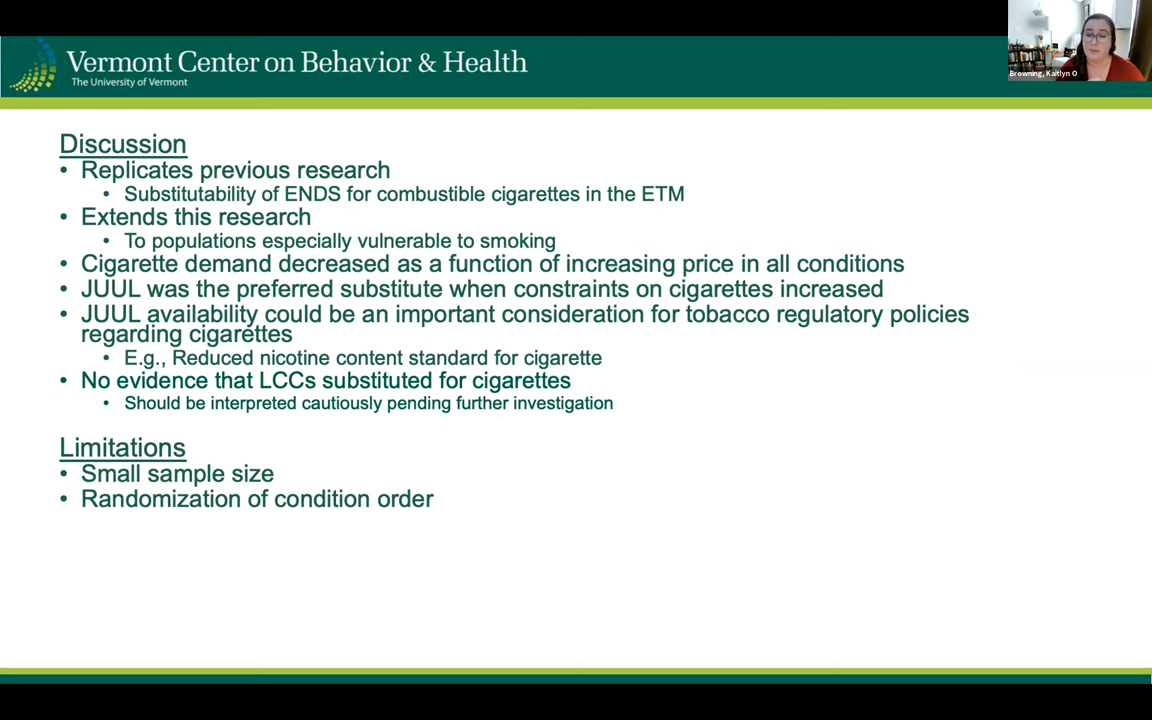 Vermont Center on Behavior & Health
The University of Vermont
Browning, Kaitlyn O
Discussion
• Replicates previous research
• Substitutability of ENDS for combustible cigarettes in the ETM
• Extends this research
• To populations especially vulnerable to smoking
• Cigarette demand decreased as a function of increasing price in all conditions
• JUUL was the preferred substitute when constraints on cigarettes increased
• JUUL availability could be an important consideration for tobacco regulatory policies
regarding cigarettes
• E.g., Reduced nicotine content standard for cigarette
• No evidence that LCCs substituted for cigarettes
• Should be interpreted cautiously pending further investigation
Limitations
• Small sample size
• Randomization of condition order